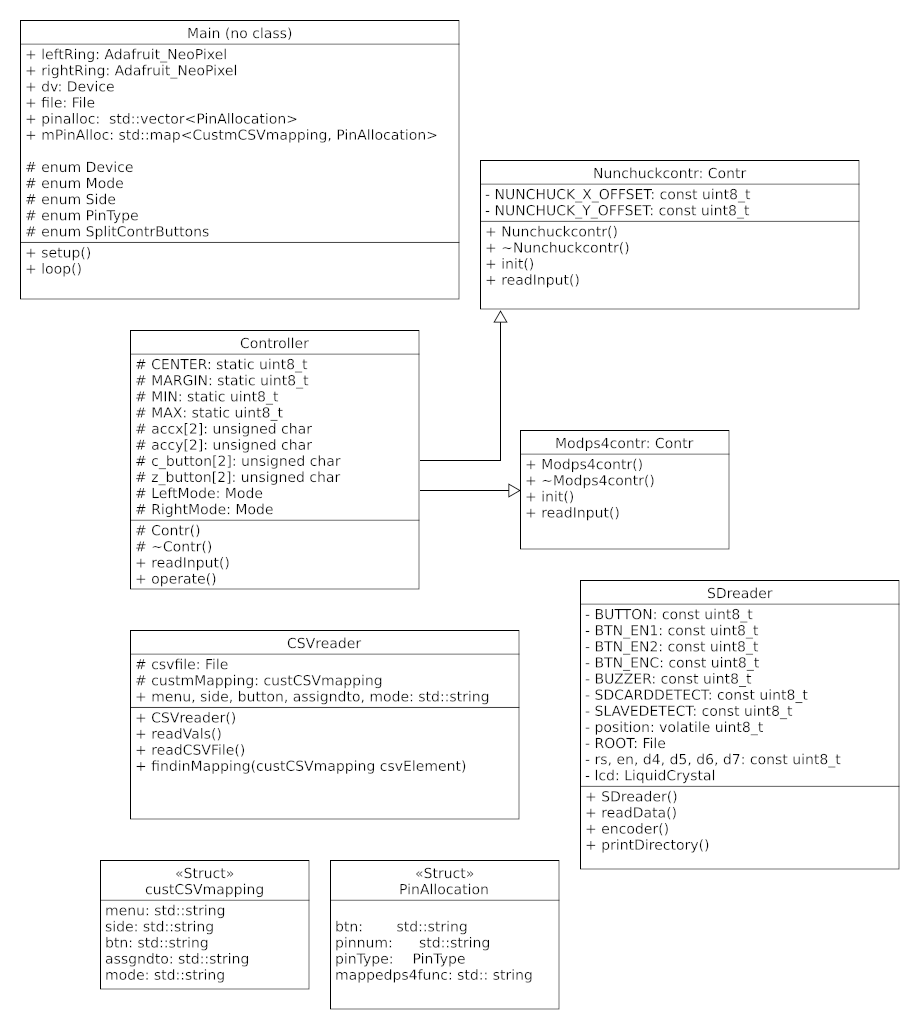 Main (no class)
+ leftRing: Adafruit_NeoPixel
+ rightRing: Adafruit_NeoPixel
+ dv: Device
+ file: File
+ pinalloc:  std::vector<PinAllocation>
+ mPinAlloc: std::map<CustmCSVmapping, PinAllocation>
# enum Device
# enum Mode
# enum Side
# enum PinType
# enum SplitContrButtons
+ setup()
+ loop()
Nunchuckcontr: Contr
- NUNCHUCK_X_OFFSET: const uint8_t
- NUNCHUCK_Y_OFFSET: const uint8_t
+ Nunchuckcontr()
+ ~Nunchuckcontr()
+ init()
+ readInput()
Controller
# CENTER: static uint8_t
# MARGIN: static uint8_t
# MIN: static uint8_t
# MAX: static uint8_t
# accx[2]: unsigned char
# accy[2]: unsigned char
# c_button[2]: unsigned char
# z_button[2]: unsigned char
# LeftMode: Mode
# RightMode: Mode
# Contr()
# ~Contr()
+ readInput()
+ operate()
Modps4contr: Contr
+ Modps4contr()
+ ~Modps4contr()
+ init()
+ readInput()
SDreader
- BUTTON: const uint8_t
- BTN_EN1: const uint8_t
- BTN_EN2: const uint8_t
- BTN_ENC: const uint8_t
- BUZZER: const uint8_t
- SDCARDDETECT: const uint8_t
- SLAVEDETECT: const uint8_t
- position: volatile uint8_t
- ROOT: File
- rs, en, d4, d5, d6, d7: const uint8_t
- lcd: LiquidCrystal
+ SDreader()
+ readData()
+ encoder()
+ printDirectory()
CSVreader
# csvfile: File
# custmMapping: custCSVmapping
+ menu, side, button, assigndto, mode: std::string
+ CSVreader()
+ readVals()
+ readCSVFile()
+ findinMapping(custCSVmapping csvElement)
«Struct»
custCSVmapping
menu: std::string
side: std::string
btn: std::string
assgndto: std::string
mode: std::string
«Struct»
PinAllocation
btn:        std::string
pinnum:      std::string
pinType:    PinType
mappedps4func: std:: string